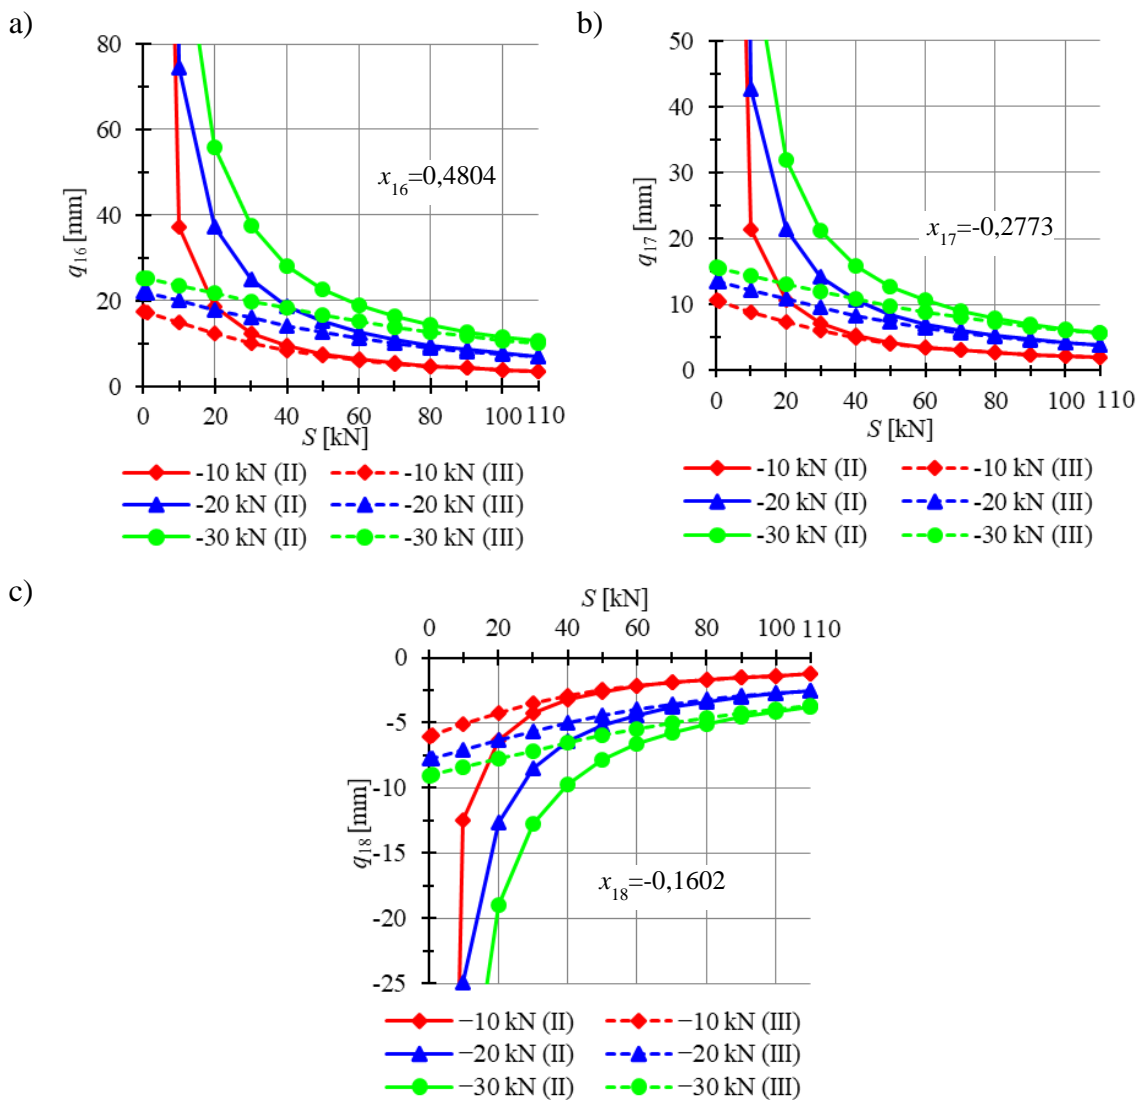 a)
80
60
40
20
0
q16 [mm]
x16=0,4804
0 20 40 60 80 100 110
S [kN]
-10 kN (II) -10 kN (III)
-20 kN (II) -20 kN (III)
-30 kN (II) -30 kN (III)
b)
50
40
30
20
10
0
q17 [mm]
x17=-0,2773
0 20 40 60 80 100 110
S [kN]
-10 kN (II) -10 kN (III)
-20 kN (II) -20 kN (III)
-30 kN (II) -30 kN (III)
c)
S [kN]
0 20 40 60 80 100 110
0
-5
-10
-15
-20
-25
q18 [mm]
x18=-0,1602
−10 kN (II) −10 kN (III)
−20 kN (II) −20 kN (III)
−30 kN (II) −30 kN (III)